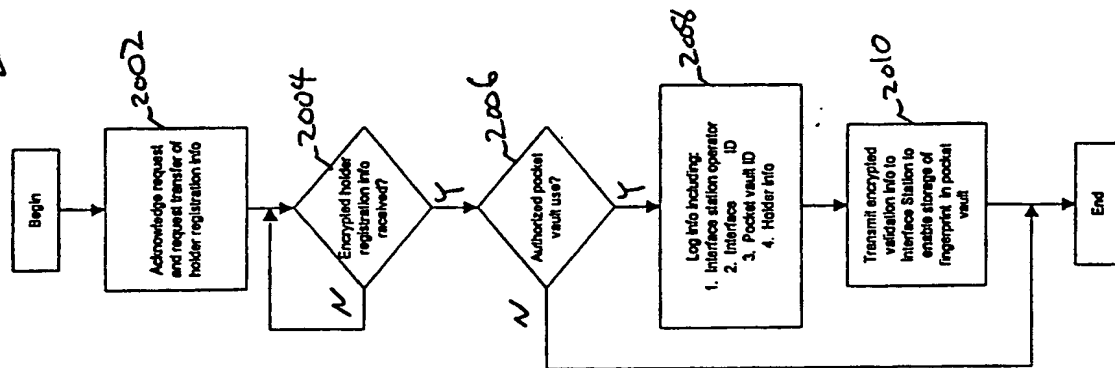 Begin
2002
Acknowledge request
and request transfer of
holder registration info
2004
Encrypted holder
registration info
received?
N
Y
2006
Authorized pocket
vault use?
N
Y
2008
Log info including:
1. Interface station operator
2. Interface ID
3. Pocket vault ID
4. Holder info
2010
Transmit encrypted
validation info to
Interface Station to
enable storage of
fingerprint in pocket
vault
End